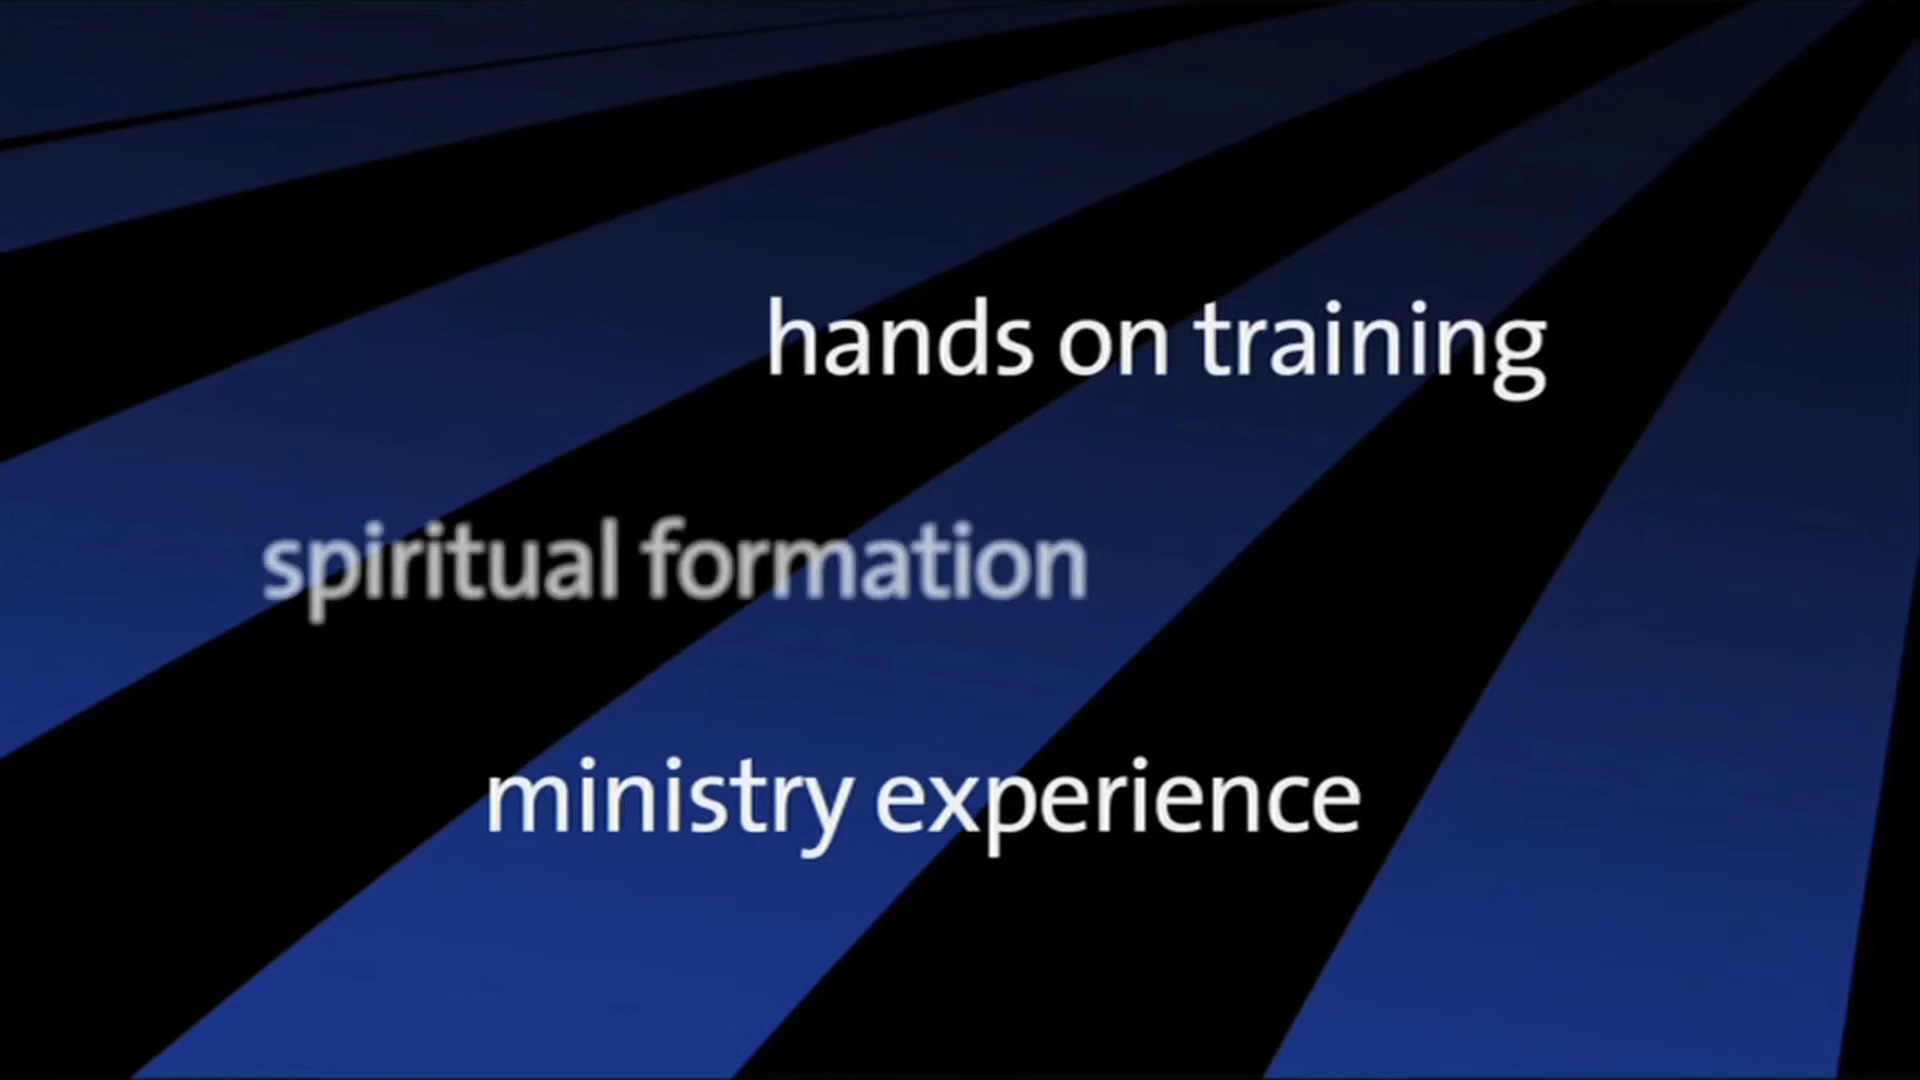 hands on training
spiritual formation
ministry experience